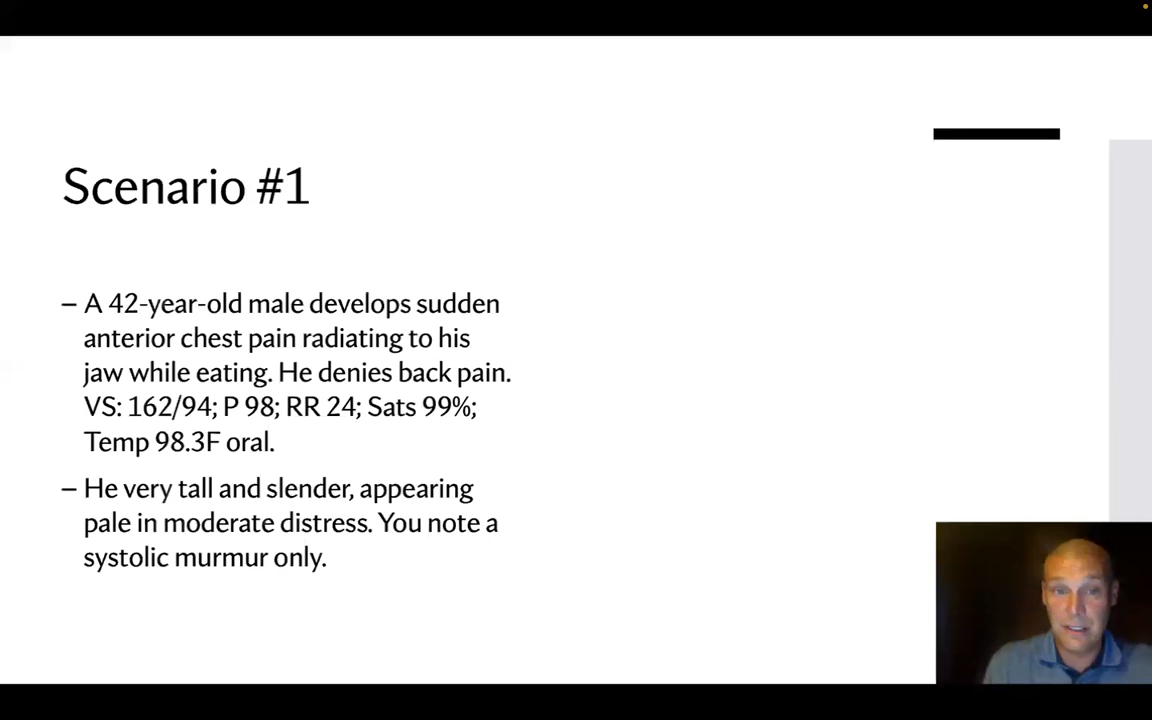 Scenario #1
– A 42-year-old male develops sudden
anterior chest pain radiating to his
jaw while eating. He denies back pain.
VS: 162/94; P 98; RR 24; Sats 99%;
Temp 98.3F oral.
– He very tall and slender, appearing
pale in moderate distress. You note a
systolic murmur only.